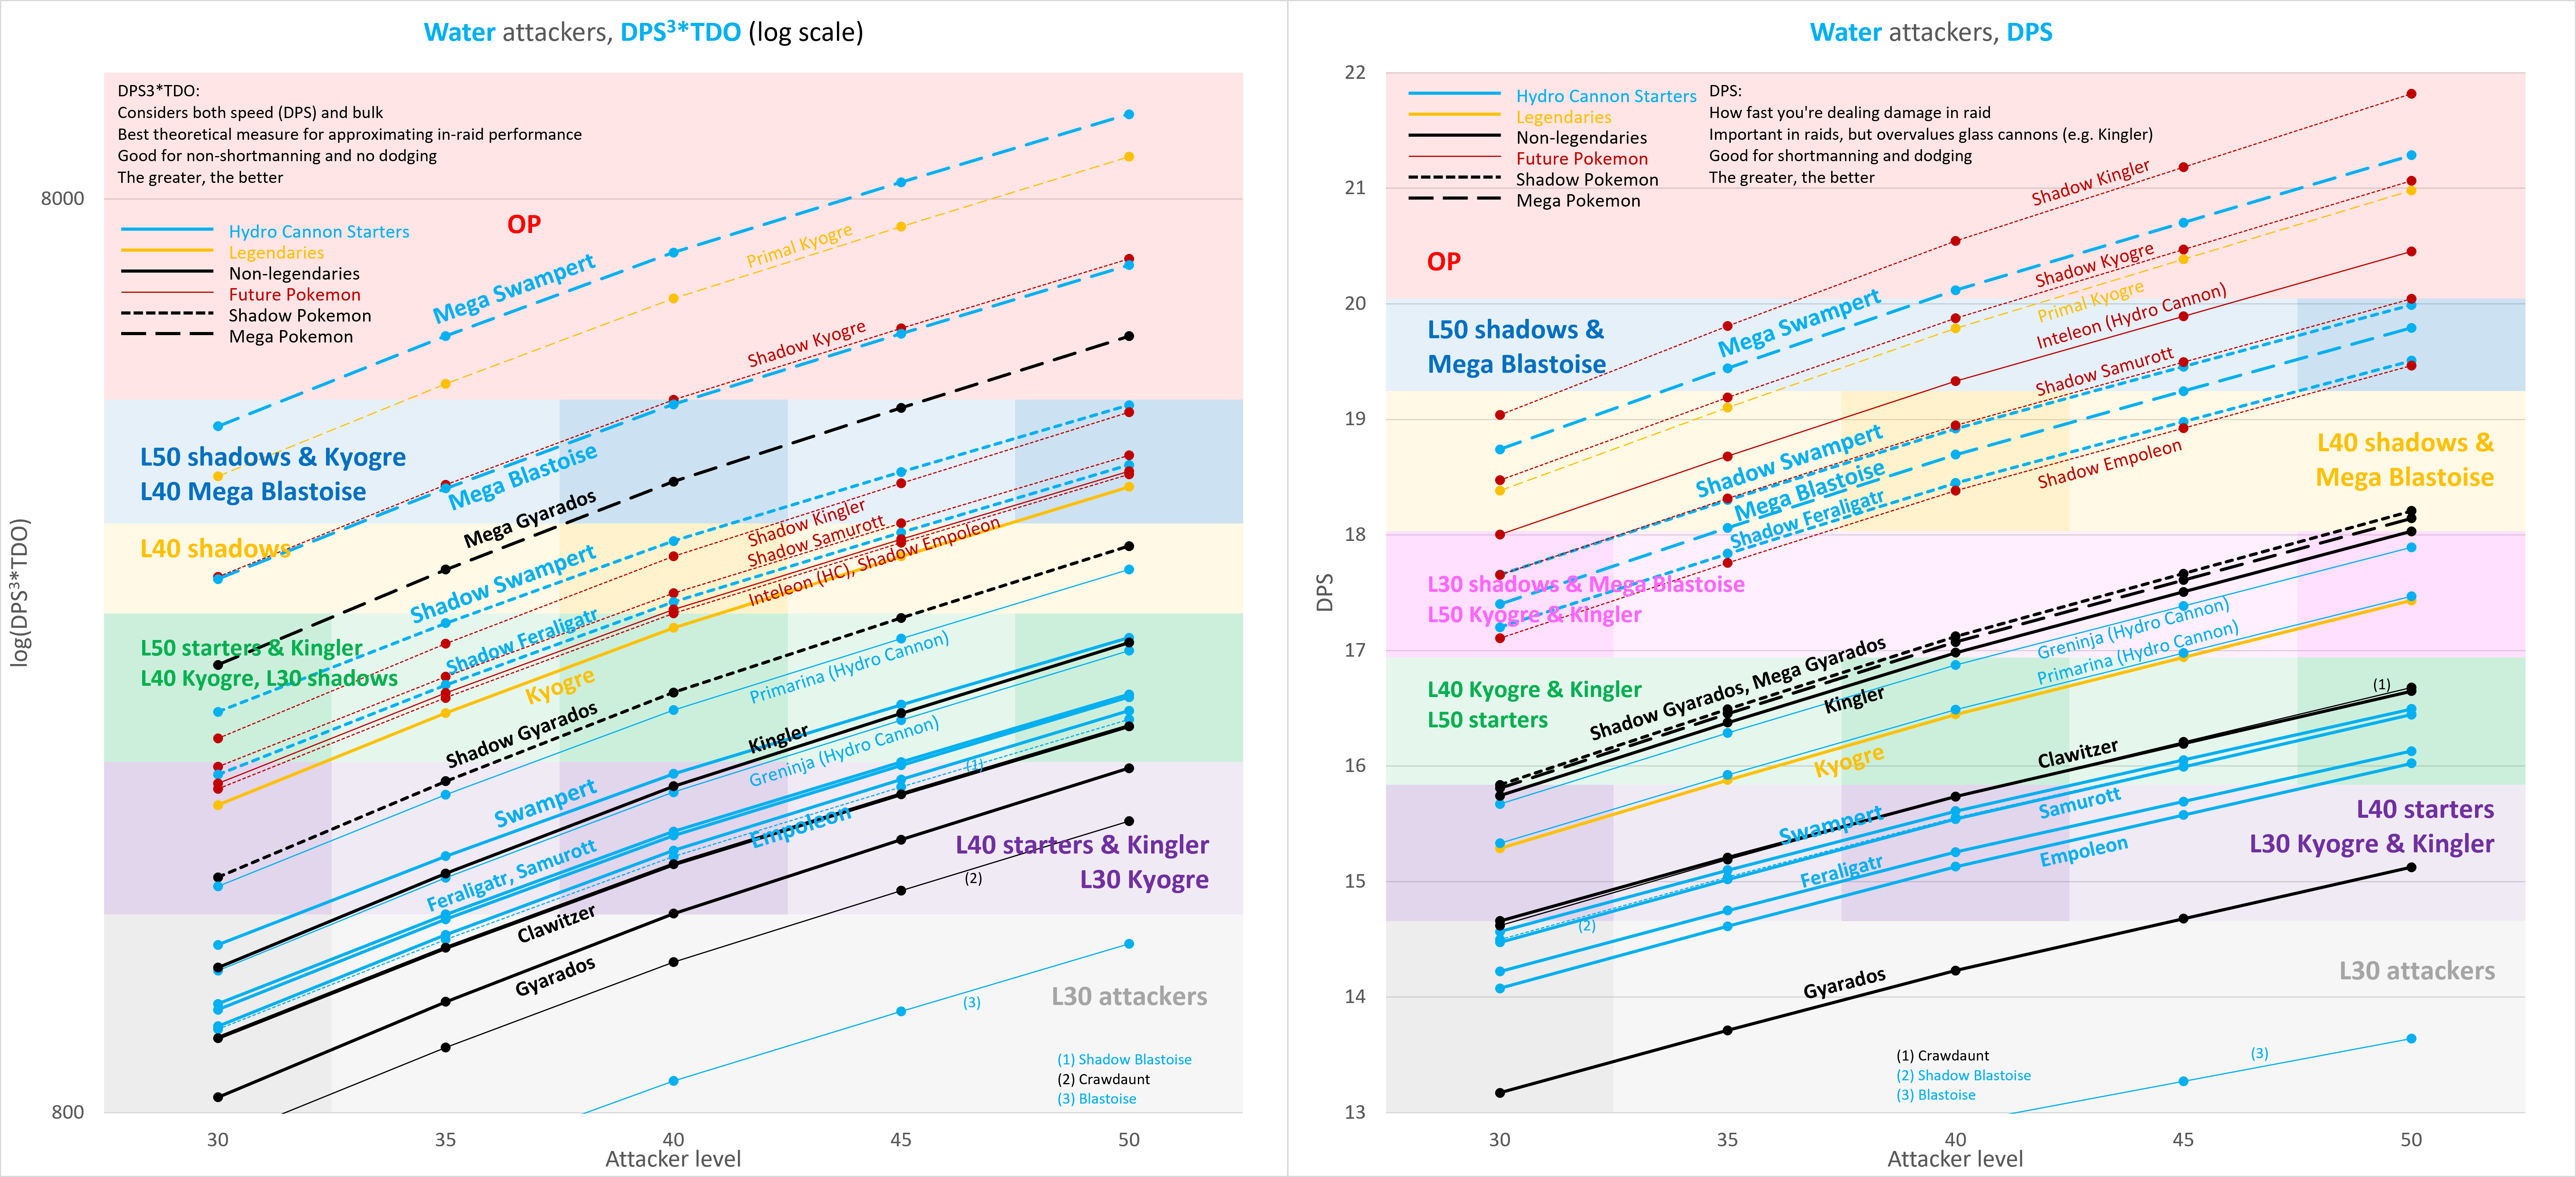 Water attackers, DPS³*TDO (log scale)
DPS3*TDO:
Considers both speed (DPS) and bulk
Best theoretical measure for approximating in-raid performance
Good for non-shortmanning and no dodging
The greater, the better
8000
OP
Hydro Cannon Starters
Legendaries
Non-legendaries
Future Pokemon
Shadow Pokemon
Mega Pokemon
Mega Swampert
Primal Kyogre
Shadow Kyogre
L50 shadows & Kyogre
L40 Mega Blastoise
Mega Blastoise
Mega Gyarados
L40 shadows
Shadow Kingler
Shadow Samurott
Inteleon (HC), Shadow Empoleon
Shadow Swampert
Shadow Feraligatr
L50 starters & Kingler
L40 Kyogre, L30 shadows
Kyogre
Primarina (Hydro Cannon)
Shadow Gyarados
Kingler
Greninja (Hydro Cannon)
(1)
Swampert
Empoleon
L40 starters & Kingler
L30 Kyogre
Feraligatr, Samurott
(2)
Clawitzer
Gyarados
L30 attackers
(3)
(1) Shadow Blastoise
(2) Crawdaunt
(3) Blastoise
log(DPS³*TDO)
800
30 35 40 45 50
Attacker level
Water attackers, DPS
22
21
20
19
18
17
16
15
14
13
DPS
Hydro Cannon Starters
Legendaries
Non-legendaries
Future Pokemon
Shadow Pokemon
Mega Pokemon
DPS:
How fast you're dealing damage in raid
Important in raids, but overvalues glass cannons (e.g. Kingler)
Good for shortmanning and dodging
The greater, the better
Shadow Kingler
OP
Shadow Kyogre
Primal Kyogre
Mega Swampert
Inteleon (Hydro Cannon)
L50 shadows &
Mega Blastoise
Shadow Samurott
Shadow Swampert
Mega Blastoise
Shadow Feraligatr
Shadow Empoleon
L40 shadows &
Mega Blastoise
L30 shadows & Mega Blastoise
L50 Kyogre & Kingler
Greninja (Hydro Cannon)
Primarina (Hydro Cannon)
Shadow Gyarados, Mega Gyarados
Kingler
L40 Kyogre & Kingler
L50 starters
(1)
Kyogre
Clawitzer
Swampert
Samurott
Feraligatr
Empoleon
L40 starters
L30 Kyogre & Kingler
(2)
Gyarados
L30 attackers
(3)
(1) Crawdaunt
(2) Shadow Blastoise
(3) Blastoise
30 35 40 45 50
Attacker level